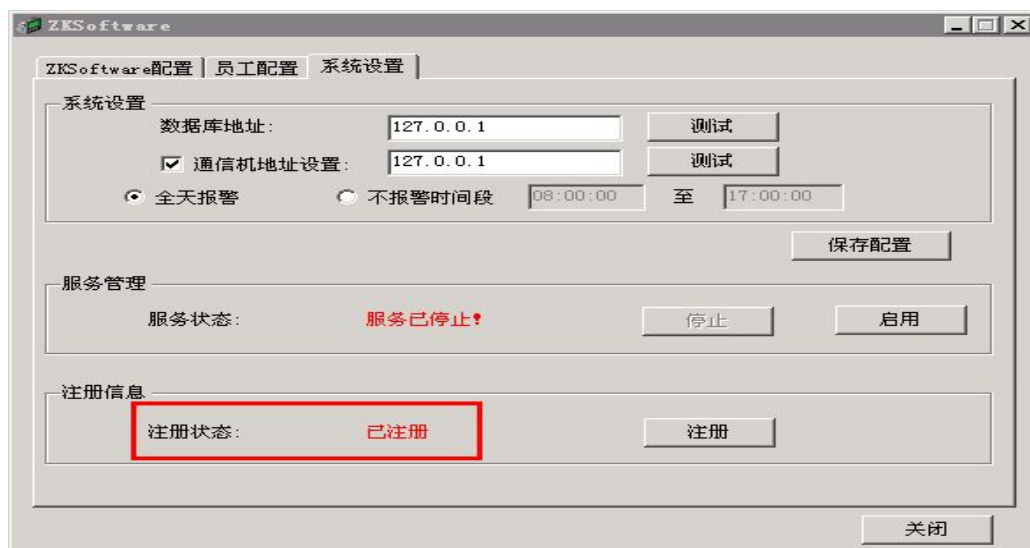 ZKSoftware
ZKSoftware配置 员工配置 系统设置
系统设置
数据库地址: 127.0.0.1 测试
通信机地址设置: 127.0.0.1 测试
全天报警 不报警时间段 08:00:00 至 17:00:00
保存配置
服务管理
服务状态: 服务已停止! 停止 启用
注册信息
注册状态: 已注册 注册
关闭